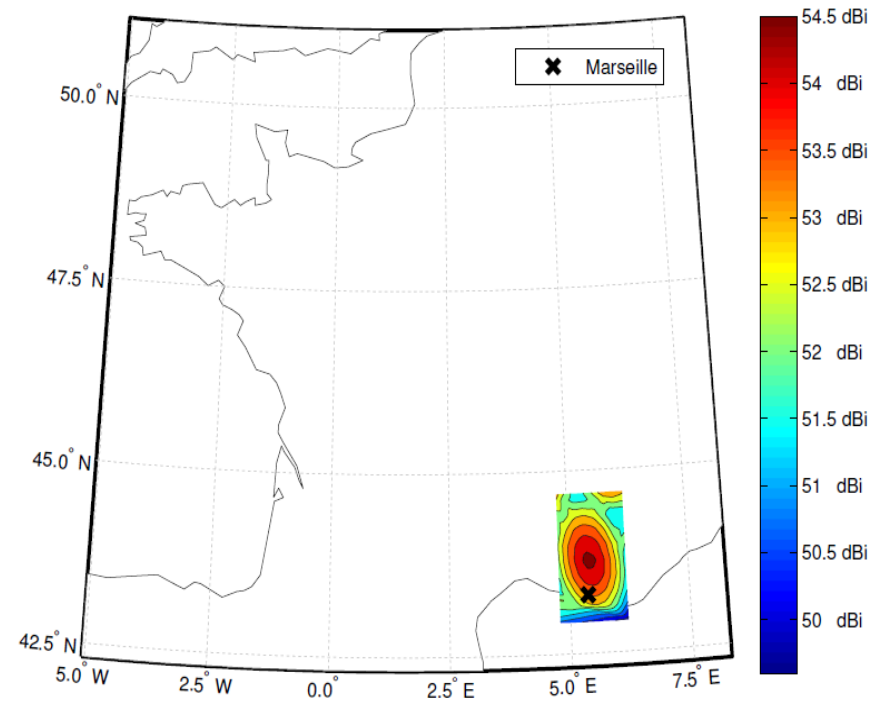 Marseille
54.5 dBi
54 dBi
53.5 dBi
53 dBi
52.5 dBi
52 dBi
51.5 dBi
51 dBi
50.5 dBi
50 dBi
50.0° N
47.5° N
45.0° N
42.5° N
5.0° W
2.5° W
0.0°
2.5° E
5.0° E
7.5° E